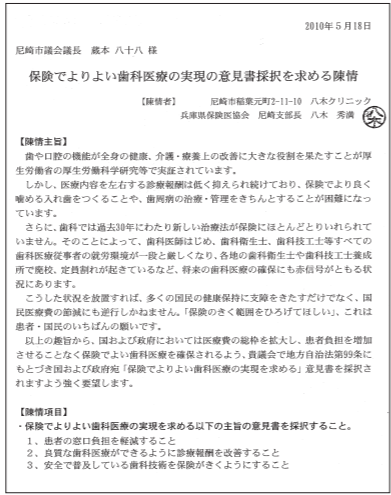 2010年5月18日
尼崎市議会議長　蔵本 八十八 様
保険でよりよい歯科医療の実現の意見書採択を求める陳情
【陳情者】　尼崎市稲葉元町2-11-10　八木クリニック
兵庫県保険医協会　尼崎支部長　八木　秀満
【陳情主旨】
歯や口腔の機能が全身の健康、介護・療養上の改善に大きな役割を果たすことが厚
生労働省の厚生労働科学研究等で実証されています。
しかし、医療内容を左右する診療報酬は低く抑えられ続けており、保険でより良く
噛める入れ歯をつくることや、歯周病の治療・管理をきちんとすることが困難になっ
ています。
さらに、歯科では過去30年にわたり新しい治療法が保険にほとんどとりいれられて
いません。そのことによって、歯科医師はじめ、歯科衛生士、歯科技工士等すべての
歯科医療従事者の就労環境が一段と厳しくなり、各地の歯科衛生士や歯科技工士養成
所で廃校、定員割れが起きているなど、将来の歯科医療の確保にも赤信号がともる状
況にあります。
こうした状況を放置すれば、多くの国民の健康保持に支障をきたすだけでなく、国
民医療費の節減にも逆行しかねません。「保険のきく範囲をひろげてほしい」、これは
患者・国民のいちばんの願いです。
以上の趣旨から、国および政府においては医療費の総枠を拡大し、患者負担を増加
させることなく保険でよい歯科医療を確保されるよう、貴議会で地方自治法第99条に
もとづき国および政府宛「保険でよりよい歯科医療の実現を求める」意見書を採択さ
れますよう強く要望します。
【陳情項目】
・保険でよりよい歯科医療の実現を求める以下の主旨の意見書を採択すること。
1、患者の窓口負担を軽減すること
2、良質な歯科医療ができるように診療報酬を改善すること
3、安全で普及している歯科技術を保険がきくようにすること